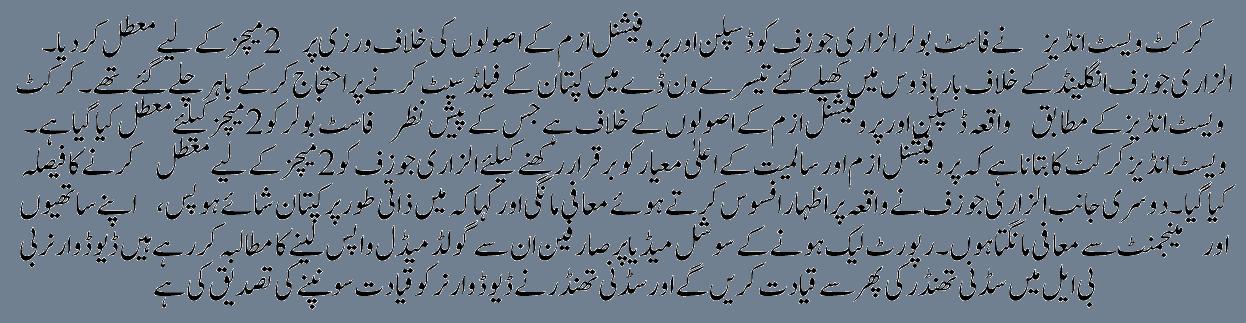 کرکٹ ویسٹ انڈیز نے فاسٹ بولر الزاری جوزف کو ڈسپلن اور پروفیشنل ازم کے اصولوں کی خلاف ورزی پر 2 میچز کے لیے معطل کردیا۔
الزاری جوزف انگلینڈ کے خلاف بارباڈوس میں کھیلے گئے تیسرے ون ڈے میں کپتان کے فیلڈ سیٹ کرنے پر احتجاج کرکے باہر چلے گئے تھے۔ کرکٹ
ویسٹ انڈیز کے مطابق واقعہ ڈسپلن اور پروفیشنل ازم کے اصولوں کے خلاف ہے جس کے پیش نظر فاسٹ بولر کو 2 میچز کیلئے معطل کیا گیا ہے۔
ویسٹ انڈیز کرکٹ کا بتانا ہے کہ پروفیشنل ازم اور سالمیت کے اعلیٰ معیار کو برقرار رکھنے کیلئے الزاری جوزف کو 2 میچز کے لیے معطل کرنے کا فیصلہ
کیا گیا۔ دوسری جانب الزاری جوزف نے واقعہ پر اظہار افسوس کرتے ہوئے معافی مانگی اور کہا کہ میں ذاتی طور پر کپتان شائے ہوپس، اپنے ساتھیوں
اور مینجمنٹ سے معافی مانگتا ہوں۔ رپورٹ لیک ہونے کے سوشل میڈیا پر صارفین ان سے گولڈ میڈل واپس لینے کا مطالبہ کر رہے ہیں ڈیوڈ وارنر بی
بی ایل میں سڈنی تھنڈر کی پھر سے قیادت کریں گے اور سڈنی تھنڈر نے ڈیوڈ وارنر کو قیادت سونپنے کی تصدیق کی ہے